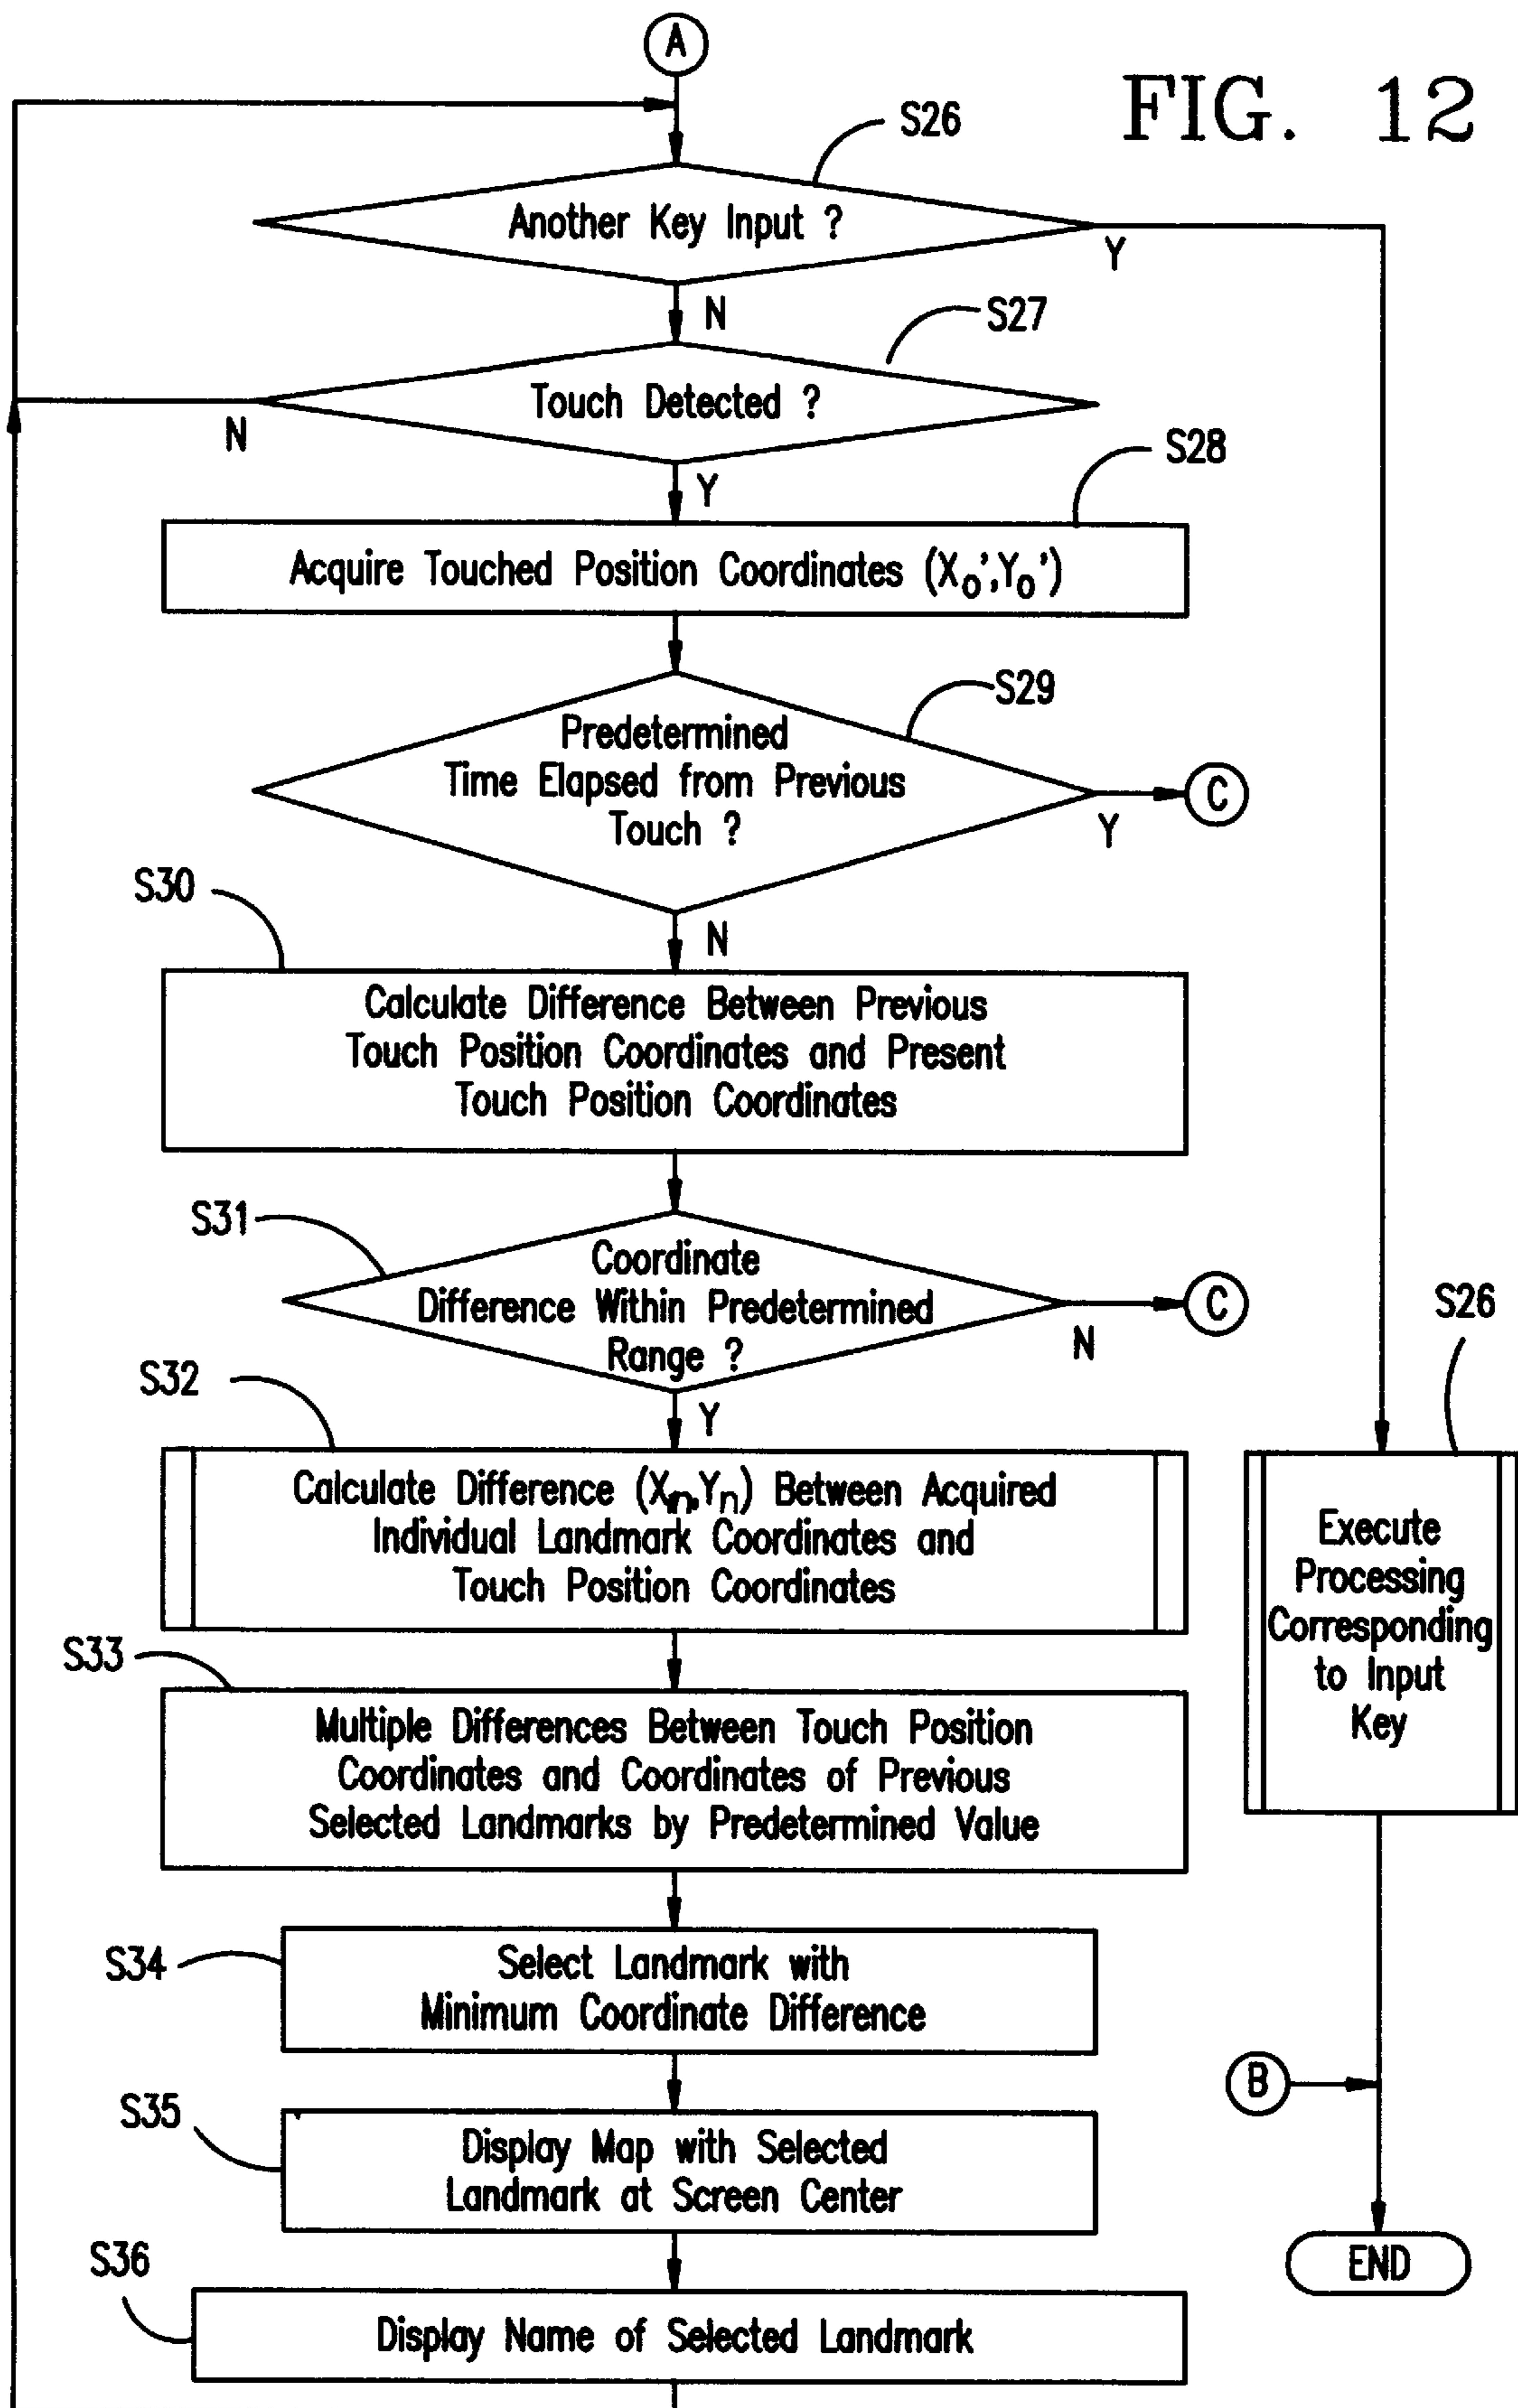 A
FIG. 12
S26
Another Key Input ?
Y
N
S27
Touch Detected ?
N
Y
S28
Acquire Touched Position Coordinates (X₀',Y₀')
S29
Predetermined
Time Elapsed from Previous
Touch ?
Y
C
N
S30
Calculate Difference Between Previous
Touch Position Coordinates and Present
Touch Position Coordinates
S31
Coordinate
Difference Within Predetermined
Range ?
N
C
Y
S32
Calculate Difference (Xn,Yn) Between Acquired
Individual Landmark Coordinates and
Touch Position Coordinates
S26
Execute
Processing
Corresponding
to Input
Key
S33
Multiple Differences Between Touch Position
Coordinates and Coordinates of Previous
Selected Landmarks by Predetermined Value
S34
Select Landmark with
Minimum Coordinate Difference
B
S35
Display Map with Selected
Landmark at Screen Center
END
S36
Display Name of Selected Landmark